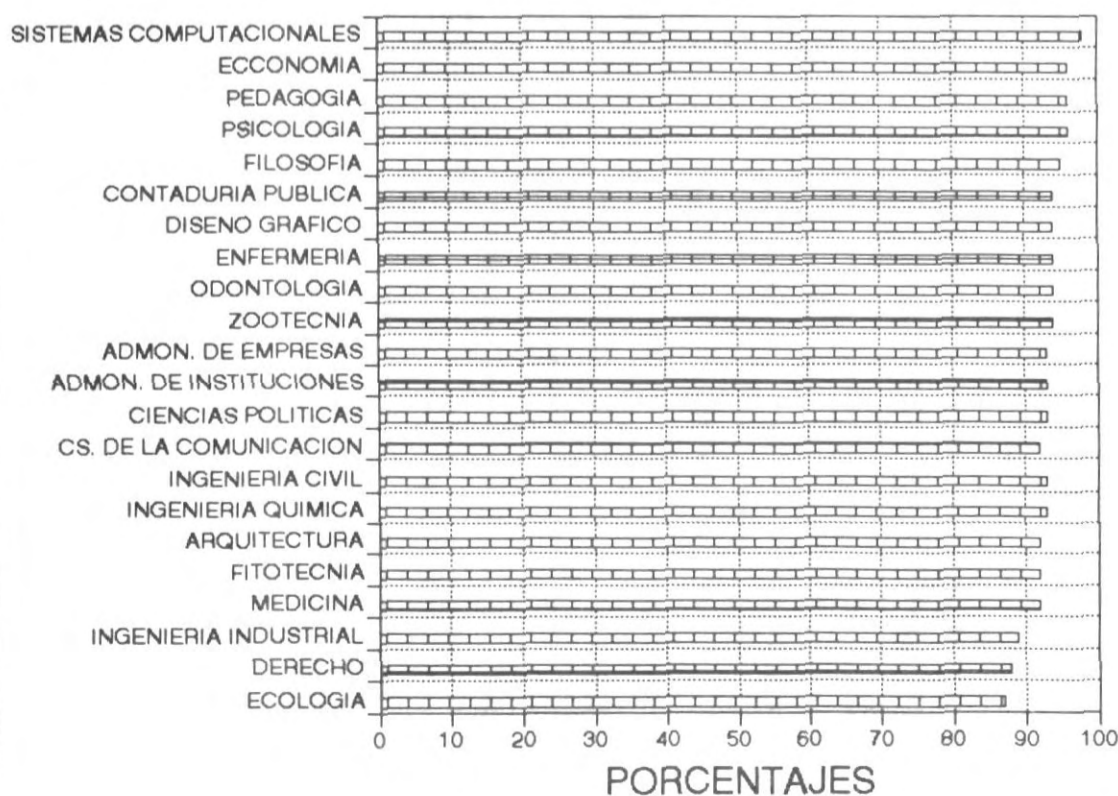 SISTEMAS COMPUTACIONALES
ECCONOMIA
PEDAGOGIA
PSICOLOGIA
FILOSOFIA
CONTADURIA PUBLICA
DISENO GRAFICO
ENFERMERIA
ODONTOLOGIA
ZOOTECNIA
ADMON. DE EMPRESAS
ADMON. DE INSTITUCIONES
CIENCIAS POLITICAS
CS. DE LA COMUNICACION
INGENIERIA CIVIL
INGENIERIA QUIMICA
ARQUITECTURA
FITOTECNIA
MEDICINA
INGENIERIA INDUSTRIAL
DERECHO
ECOLOGIA
0 10 20 30 40 50 60 70 80 90 100
PORCENTAJES